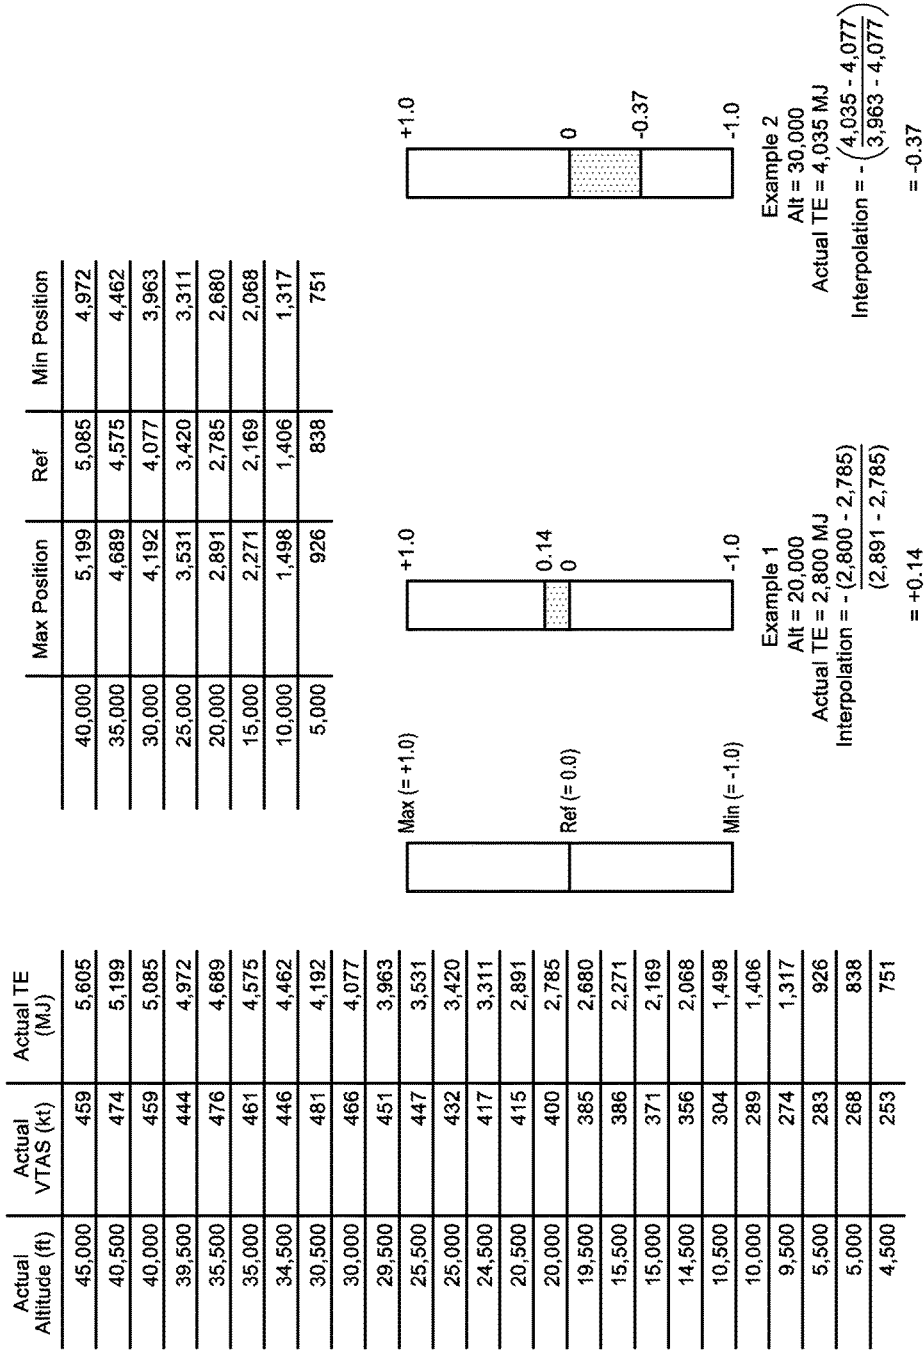 Actual Altitude (ft) Actual VTAS (kt) Actual TE (MJ)
45,000 459 5,605
40,500 474 5,199
40,000 459 5,085
39,500 444 4,972
35,500 476 4,689
35,000 461 4,575
34,500 446 4,462
30,500 481 4,192
30,000 466 4,077
29,500 451 3,963
25,500 447 3,531
25,000 432 3,420
24,500 417 3,311
20,500 415 2,891
20,000 400 2,785
19,500 385 2,680
15,500 386 2,271
15,000 371 2,169
14,500 356 2,068
10,500 304 1,498
10,000 289 1,406
9,500 274 1,317
5,500 283 926
5,000 268 838
4,500 253 751
Max Position Ref Min Position
40,000 5,199 5,085 4,972
35,000 4,689 4,575 4,462
30,000 4,192 4,077 3,963
25,000 3,531 3,420 3,311
20,000 2,891 2,785 2,680
15,000 2,271 2,169 2,068
10,000 1,498 1,406 1,317
5,000 926 838 751
Max (= +1.0)
Ref (= 0.0)
Min (= -1.0)
+1.0
0.14
0
-1.0
Example 1
Alt = 20,000
Actual TE = 2,800 MJ
Interpolation = - (2,800 - 2,785)
(2,891 - 2,785)
= +0.14
+1.0
0
-0.37
-1.0
Example 2
Alt = 30,000
Actual TE = 4,035 MJ
Interpolation = - (4,035 - 4,077
3,963 - 4,077)
= -0.37